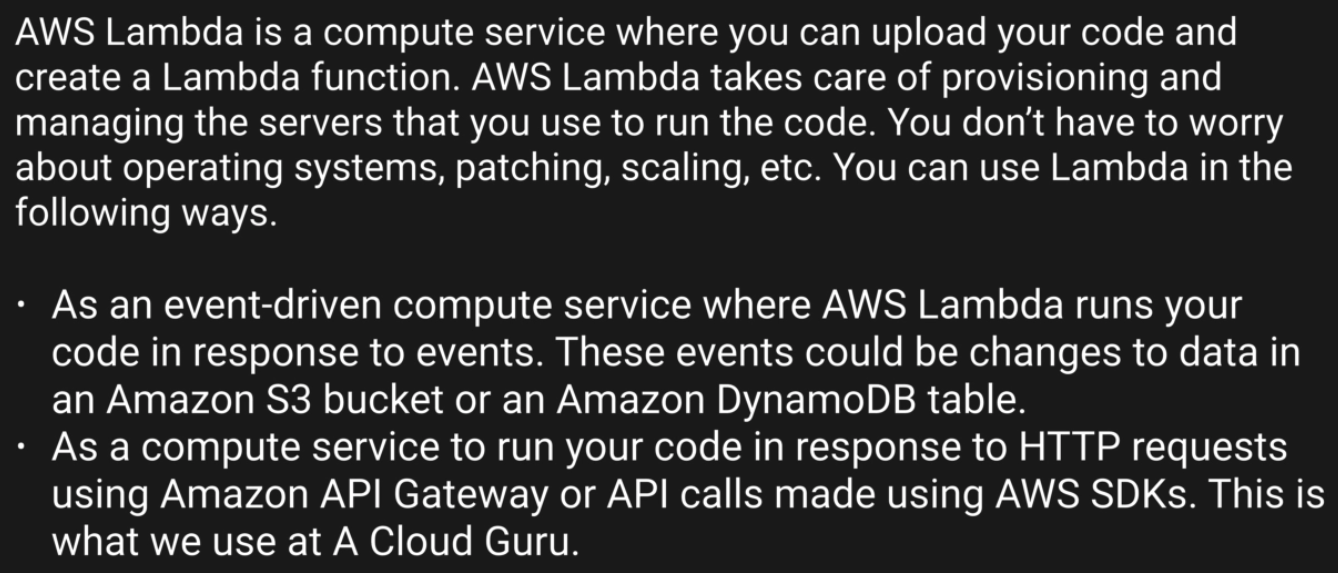 AWS Lambda is a compute service where you can upload your code and
create a Lambda function. AWS Lambda takes care of provisioning and
managing the servers that you use to run the code. You don’t have to worry
about operating systems, patching, scaling, etc. You can use Lambda in the
following ways.
• As an event-driven compute service where AWS Lambda runs your
code in response to events. These events could be changes to data in
an Amazon S3 bucket or an Amazon DynamoDB table.
• As a compute service to run your code in response to HTTP requests
using Amazon API Gateway or API calls made using AWS SDKs. This is
what we use at A Cloud Guru.